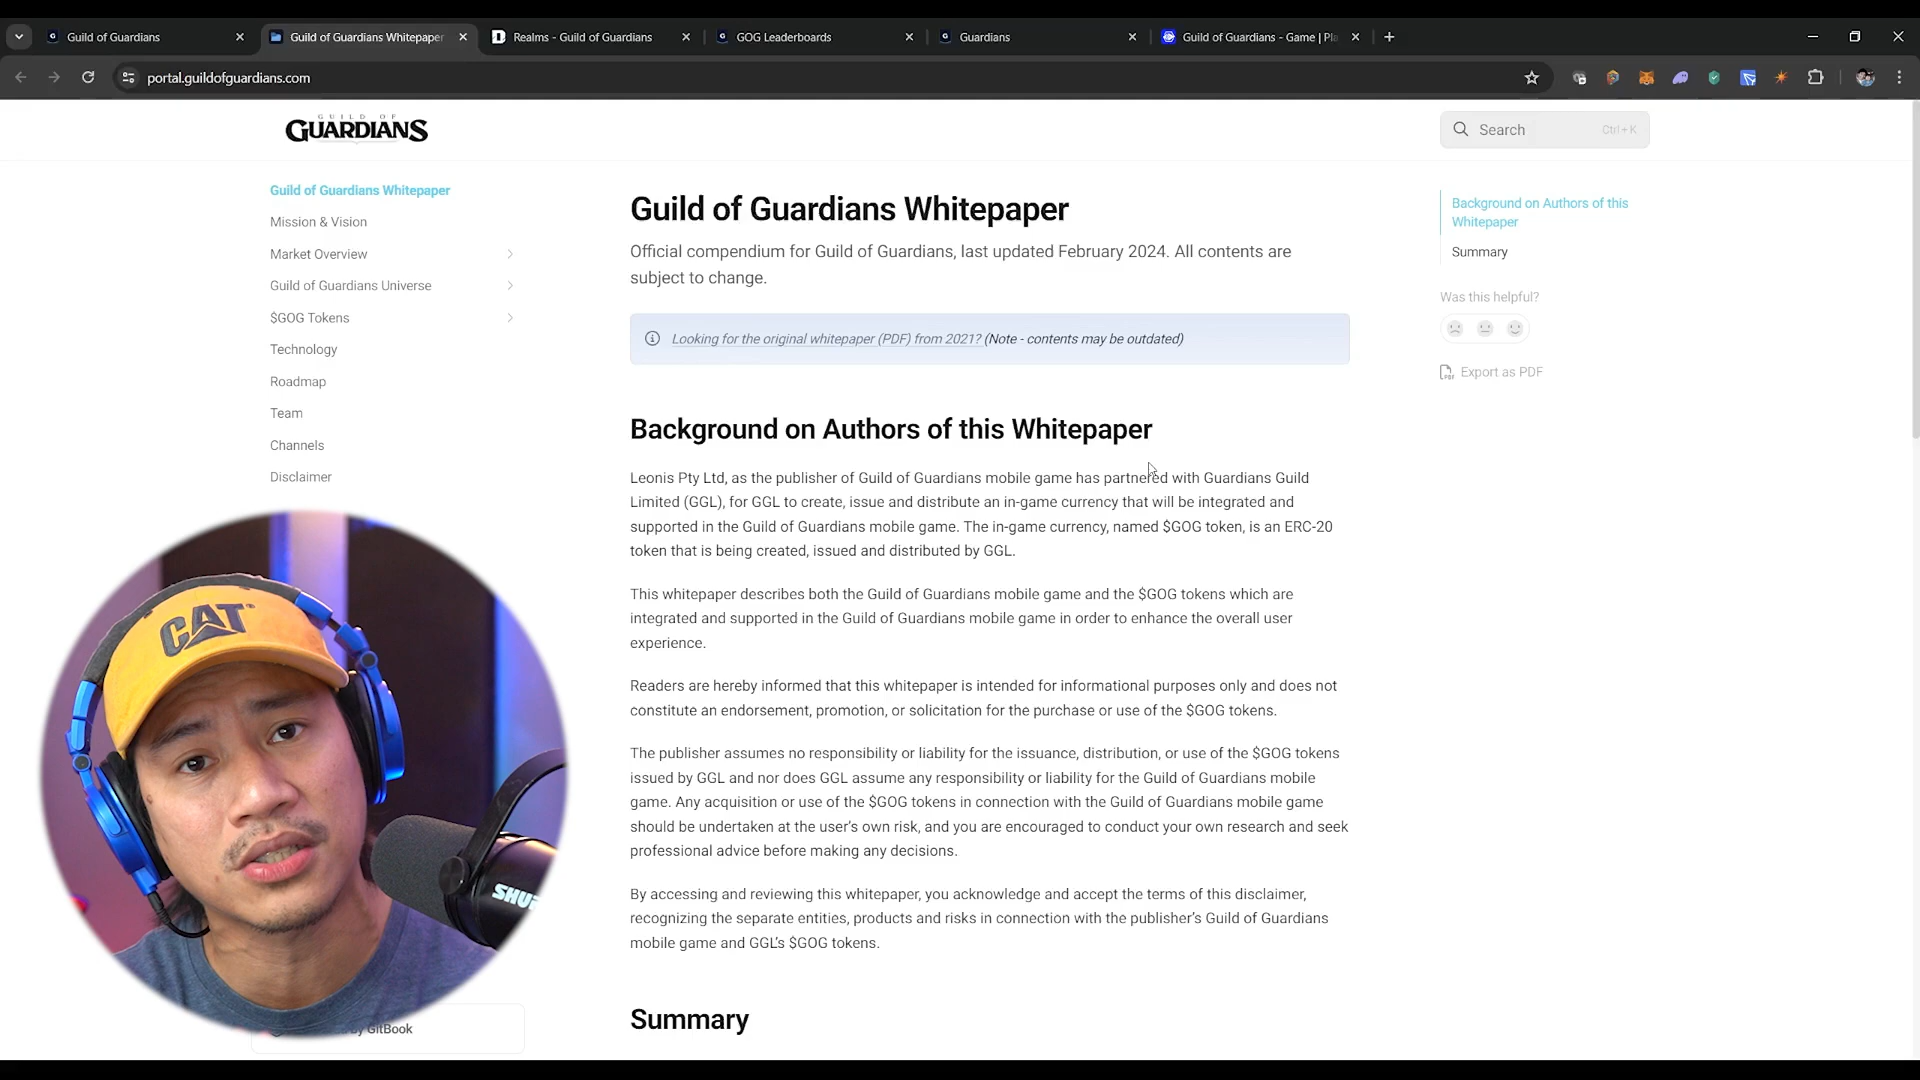 Guild of Guardians
Guild of Guardians Whitepaper
Realms - Guild of Guardians
GOG Leaderboards
Guardians
Guild of Guardians - Game | Pla
portal.guildofguardians.com
GUILD OF
GUARDIANS
Search
Ctrl + K
Guild of Guardians Whitepaper
Mission & Vision
Market Overview
Guild of Guardians Universe
$GOG Tokens
Technology
Roadmap
Team
Channels
Disclaimer
Guild of Guardians Whitepaper
Official compendium for Guild of Guardians, last updated February 2024. All contents are
subject to change.
Looking for the original whitepaper (PDF) from 2021? (Note - contents may be outdated)
Background on Authors of this Whitepaper
Leonis Pty Ltd, as the publisher of Guild of Guardians mobile game has partnered with Guardians Guild
Limited (GGL), for GGL to create, issue and distribute an in-game currency that will be integrated and
supported in the Guild of Guardians mobile game. The in-game currency, named $GOG token, is an ERC-20
token that is being created, issued and distributed by GGL.
This whitepaper describes both the Guild of Guardians mobile game and the $GOG tokens which are
integrated and supported in the Guild of Guardians mobile game in order to enhance the overall user
experience.
Readers are hereby informed that this whitepaper is intended for informational purposes only and does not
constitute an endorsement, promotion, or solicitation for the purchase or use of the $GOG tokens.
The publisher assumes no responsibility or liability for the issuance, distribution, or use of the $GOG tokens
issued by GGL and nor does GGL assume any responsibility or liability for the Guild of Guardians mobile
game. Any acquisition or use of the $GOG tokens in connection with the Guild of Guardians mobile game
should be undertaken at the user's own risk, and you are encouraged to conduct your own research and seek
professional advice before making any decisions.
By accessing and reviewing this whitepaper, you acknowledge and accept the terms of this disclaimer,
recognizing the separate entities, products and risks in connection with the publisher's Guild of Guardians
mobile game and GGL's $GOG tokens.
Summary
Background on Authors of this
Whitepaper
Summary
Was this helpful?
Export as PDF
CAT
SHU
by GitBook